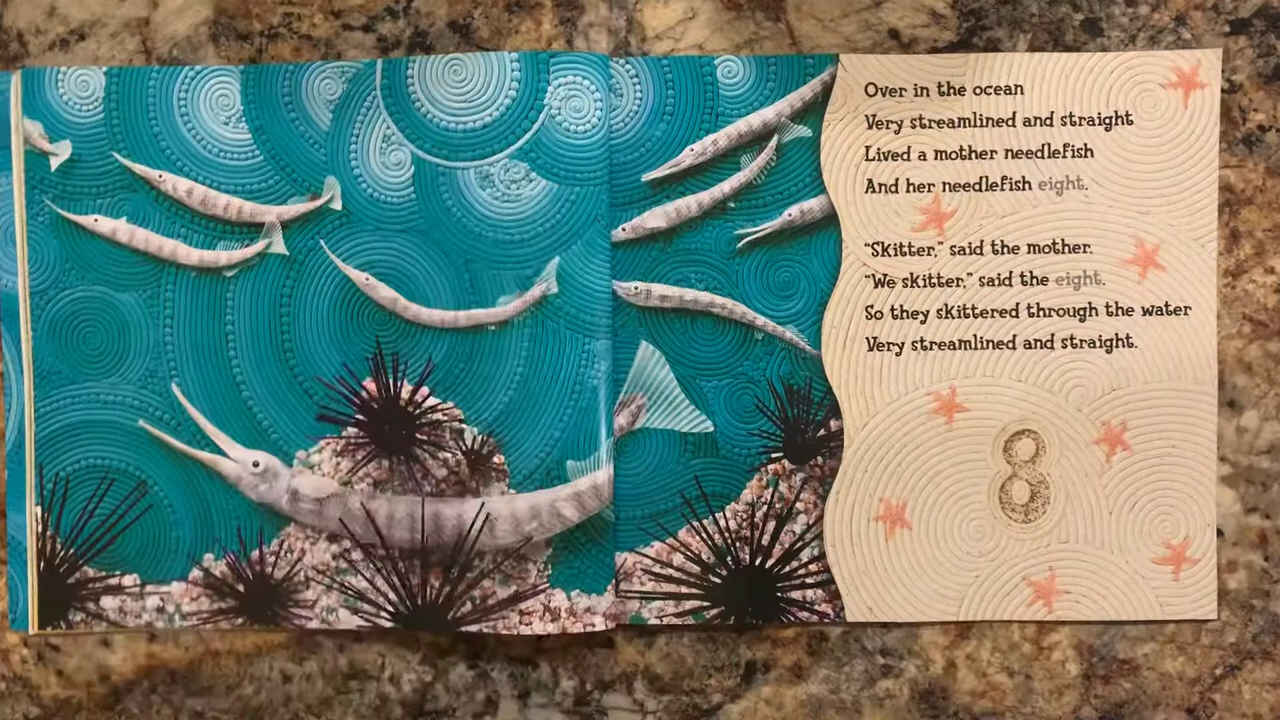 Over in the ocean
Very streamlined and straight
Lived a mother needlefish
And her needlefish eight.
“Skitter,” said the mother.
“We skitter,” said the eight.
So they skittered through the water
Very streamlined and straight.
8